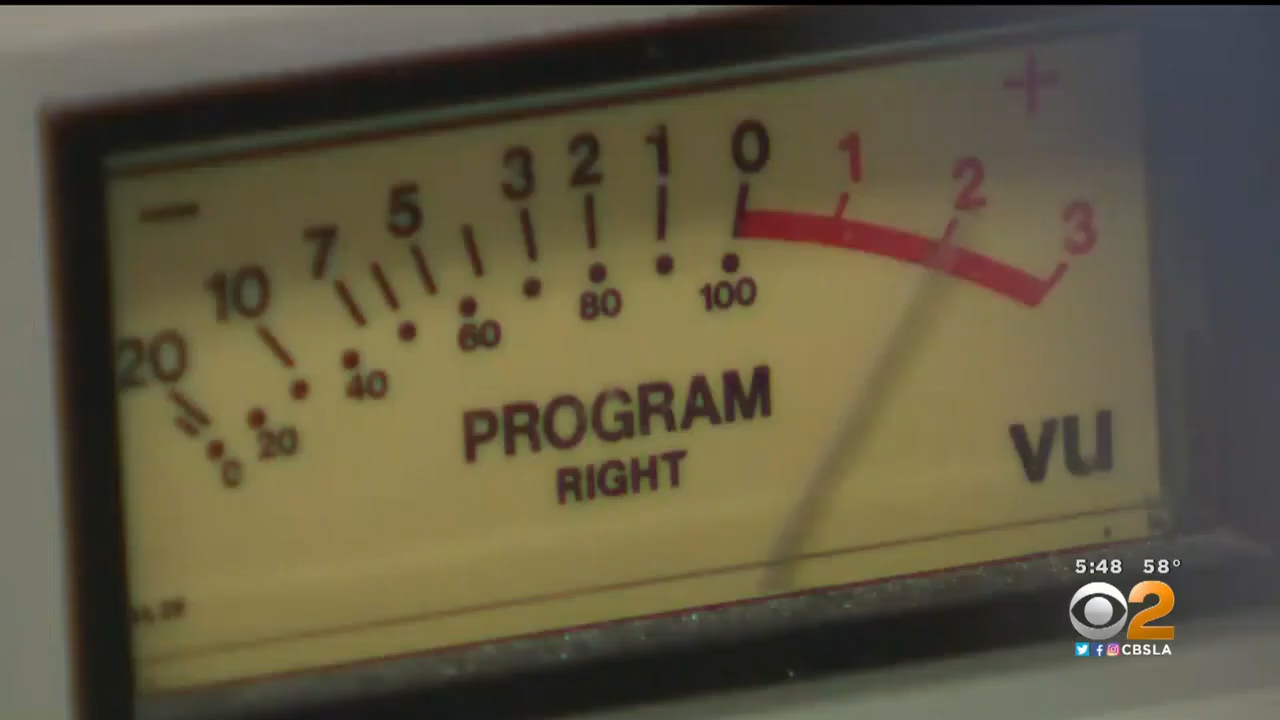 − +
20 10 7 5 3 2 1 0 1 2 3
0 20 40 60 80 100
PROGRAM
RIGHT
VU
5:48 58°
2
CBSLA